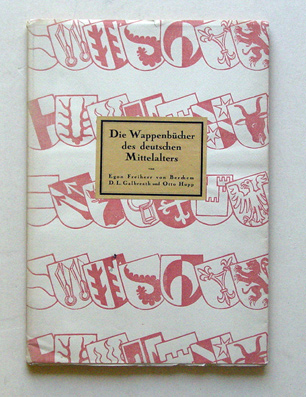 Die Wappenbücher
des deutschen
Mittelalters
von
Egon Freiherr von Berchem
D. L. Galbreath und Otto Hupp